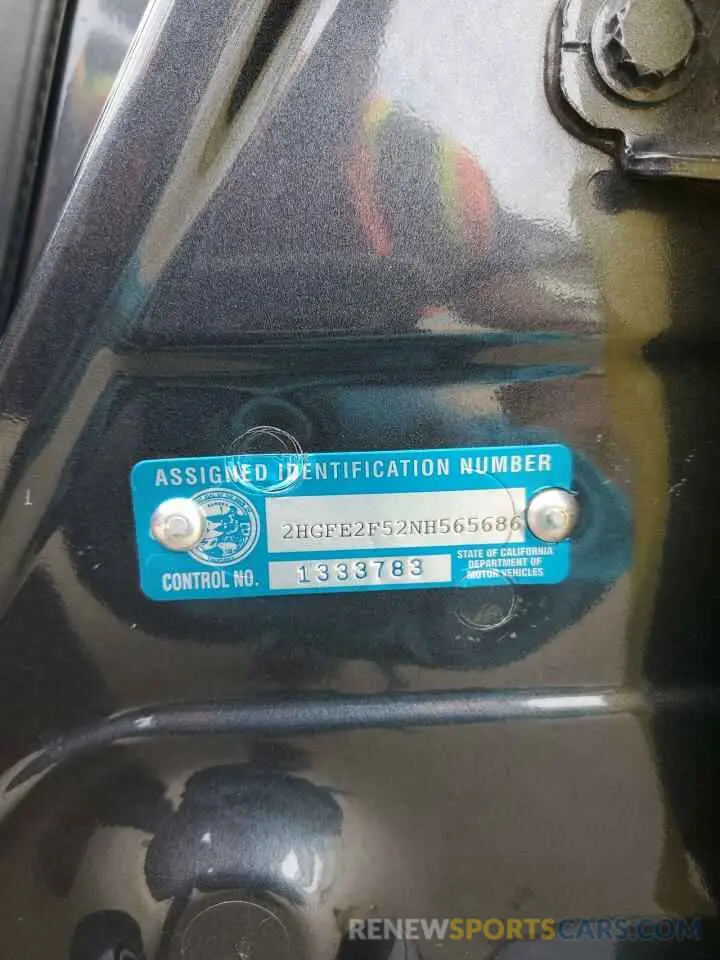 ASSIGNED IDENTIFICATION NUMBER
2HGFE2F52NH565686
CONTROL NO. 1333783
STATE OF CALIFORNIA
DEPARTMENT OF
MOTOR VEHICLES
RENEWSPORTSCARS.COM